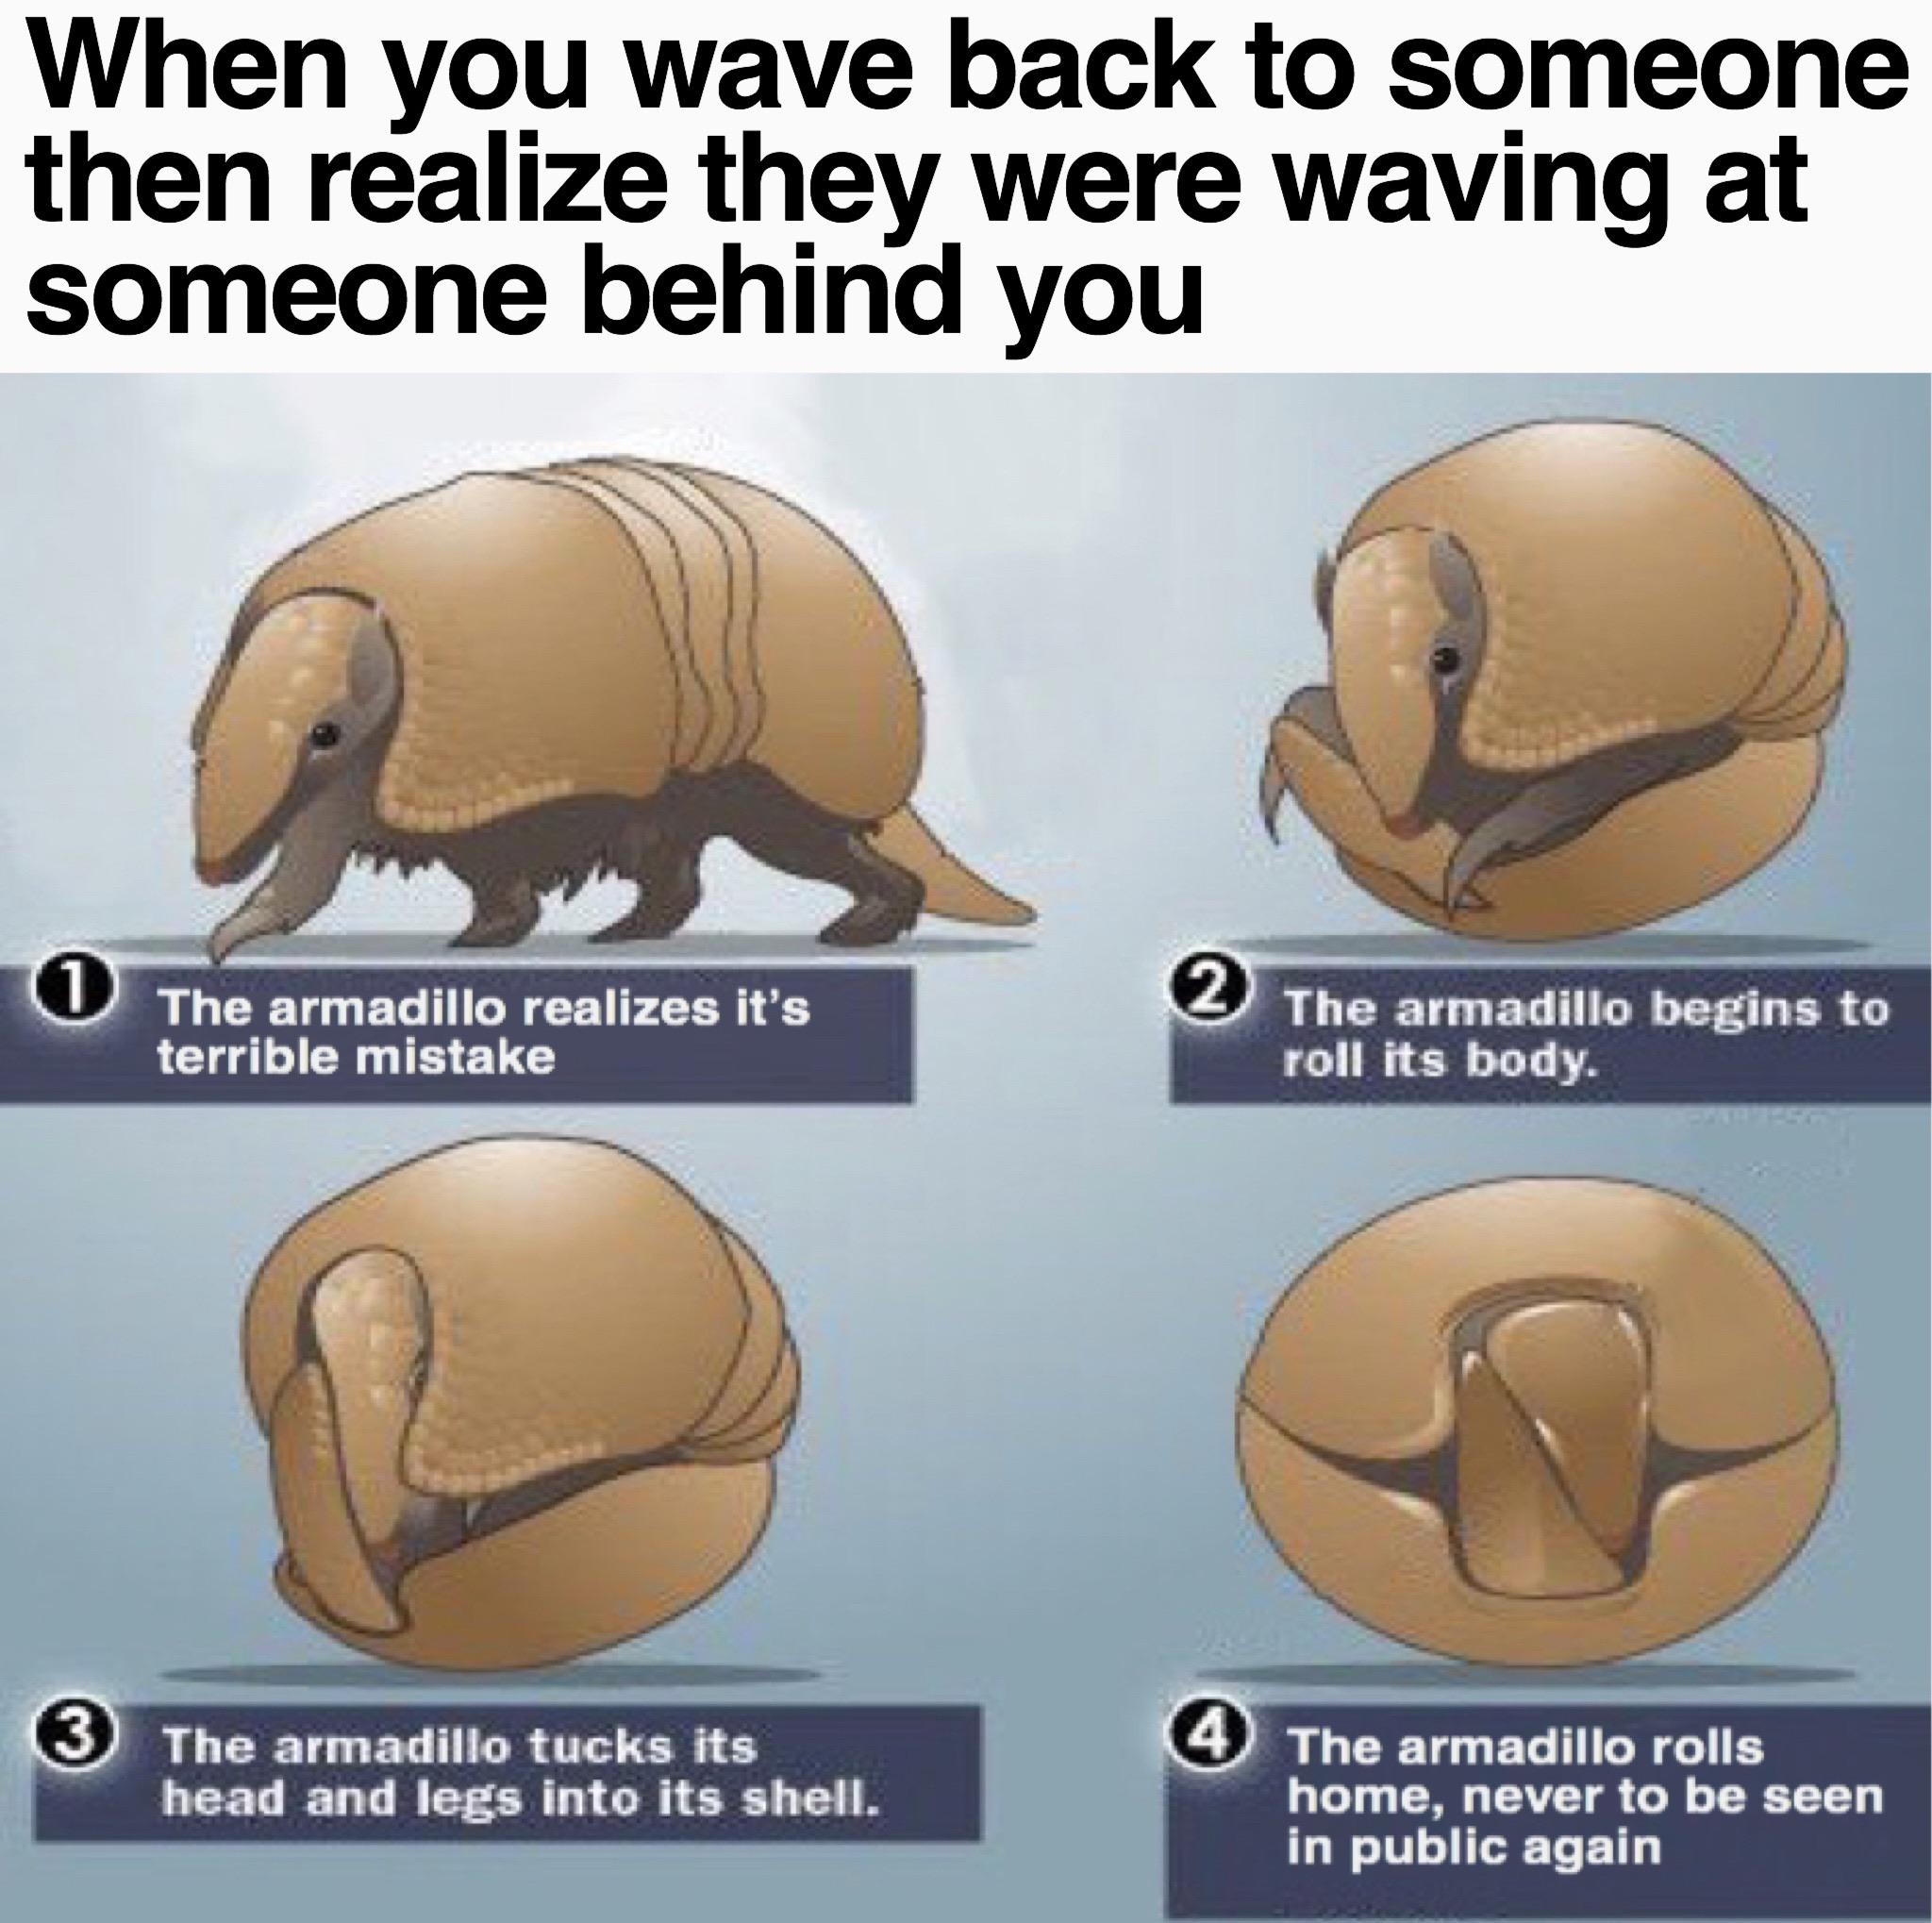 When you wave back to someone
then realize they were waving at
someone behind you
1
The armadillo realizes it's
terrible mistake
2
The armadillo begins to
roll its body.
3
The armadillo tucks its
head and legs into its shell.
4
The armadillo rolls
home, never to be seen
in public again